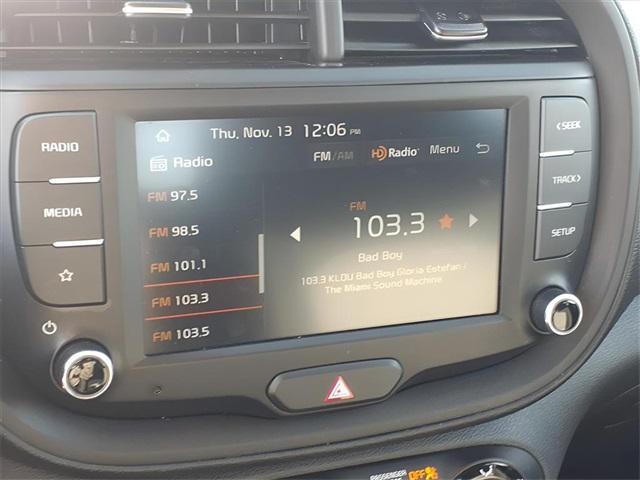 Thu, Nov. 13 12:06 PM
Radio FM/AM HD Radio Menu
RADIO
MEDIA
FM 97.5
FM 98.5
FM 101.1
FM 103.3
FM 103.5
FM
103.3
Bad Boy
103.3 KLOU Bad Boy Gloria Estefan /
The Miami Sound Machine
< SEEK
TRACK >
SETUP
PASSENGER OFF